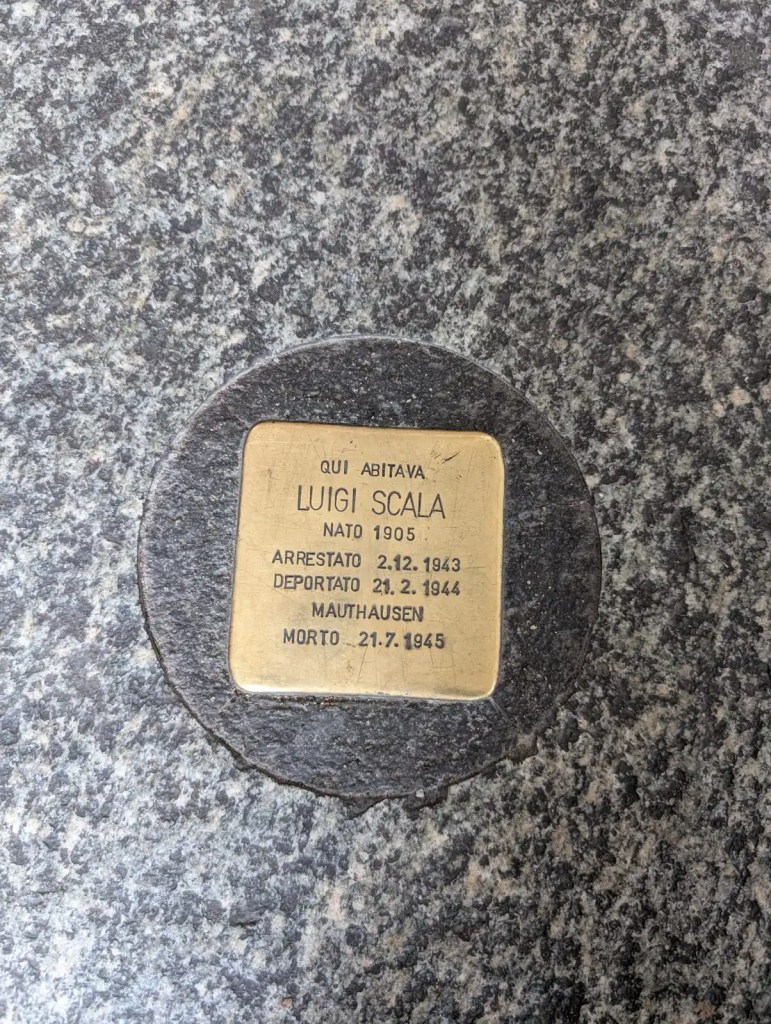 QUI ABITAVA
LUIGI SCALA
NATO 1905
ARRESTATO 2.12.1943
DEPORTATO 21.2.1944
MAUTHAUSEN
MORTO 21.7.1945